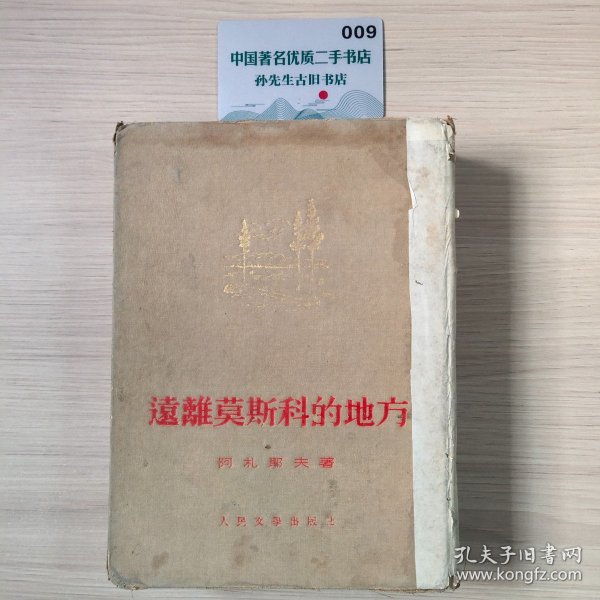 009
中国著名优质二手书店
孙先生古旧书店
遠離莫斯科的地方
阿札耶夫著
人民文學出版社
孔夫子旧书网
www.kongfz.com